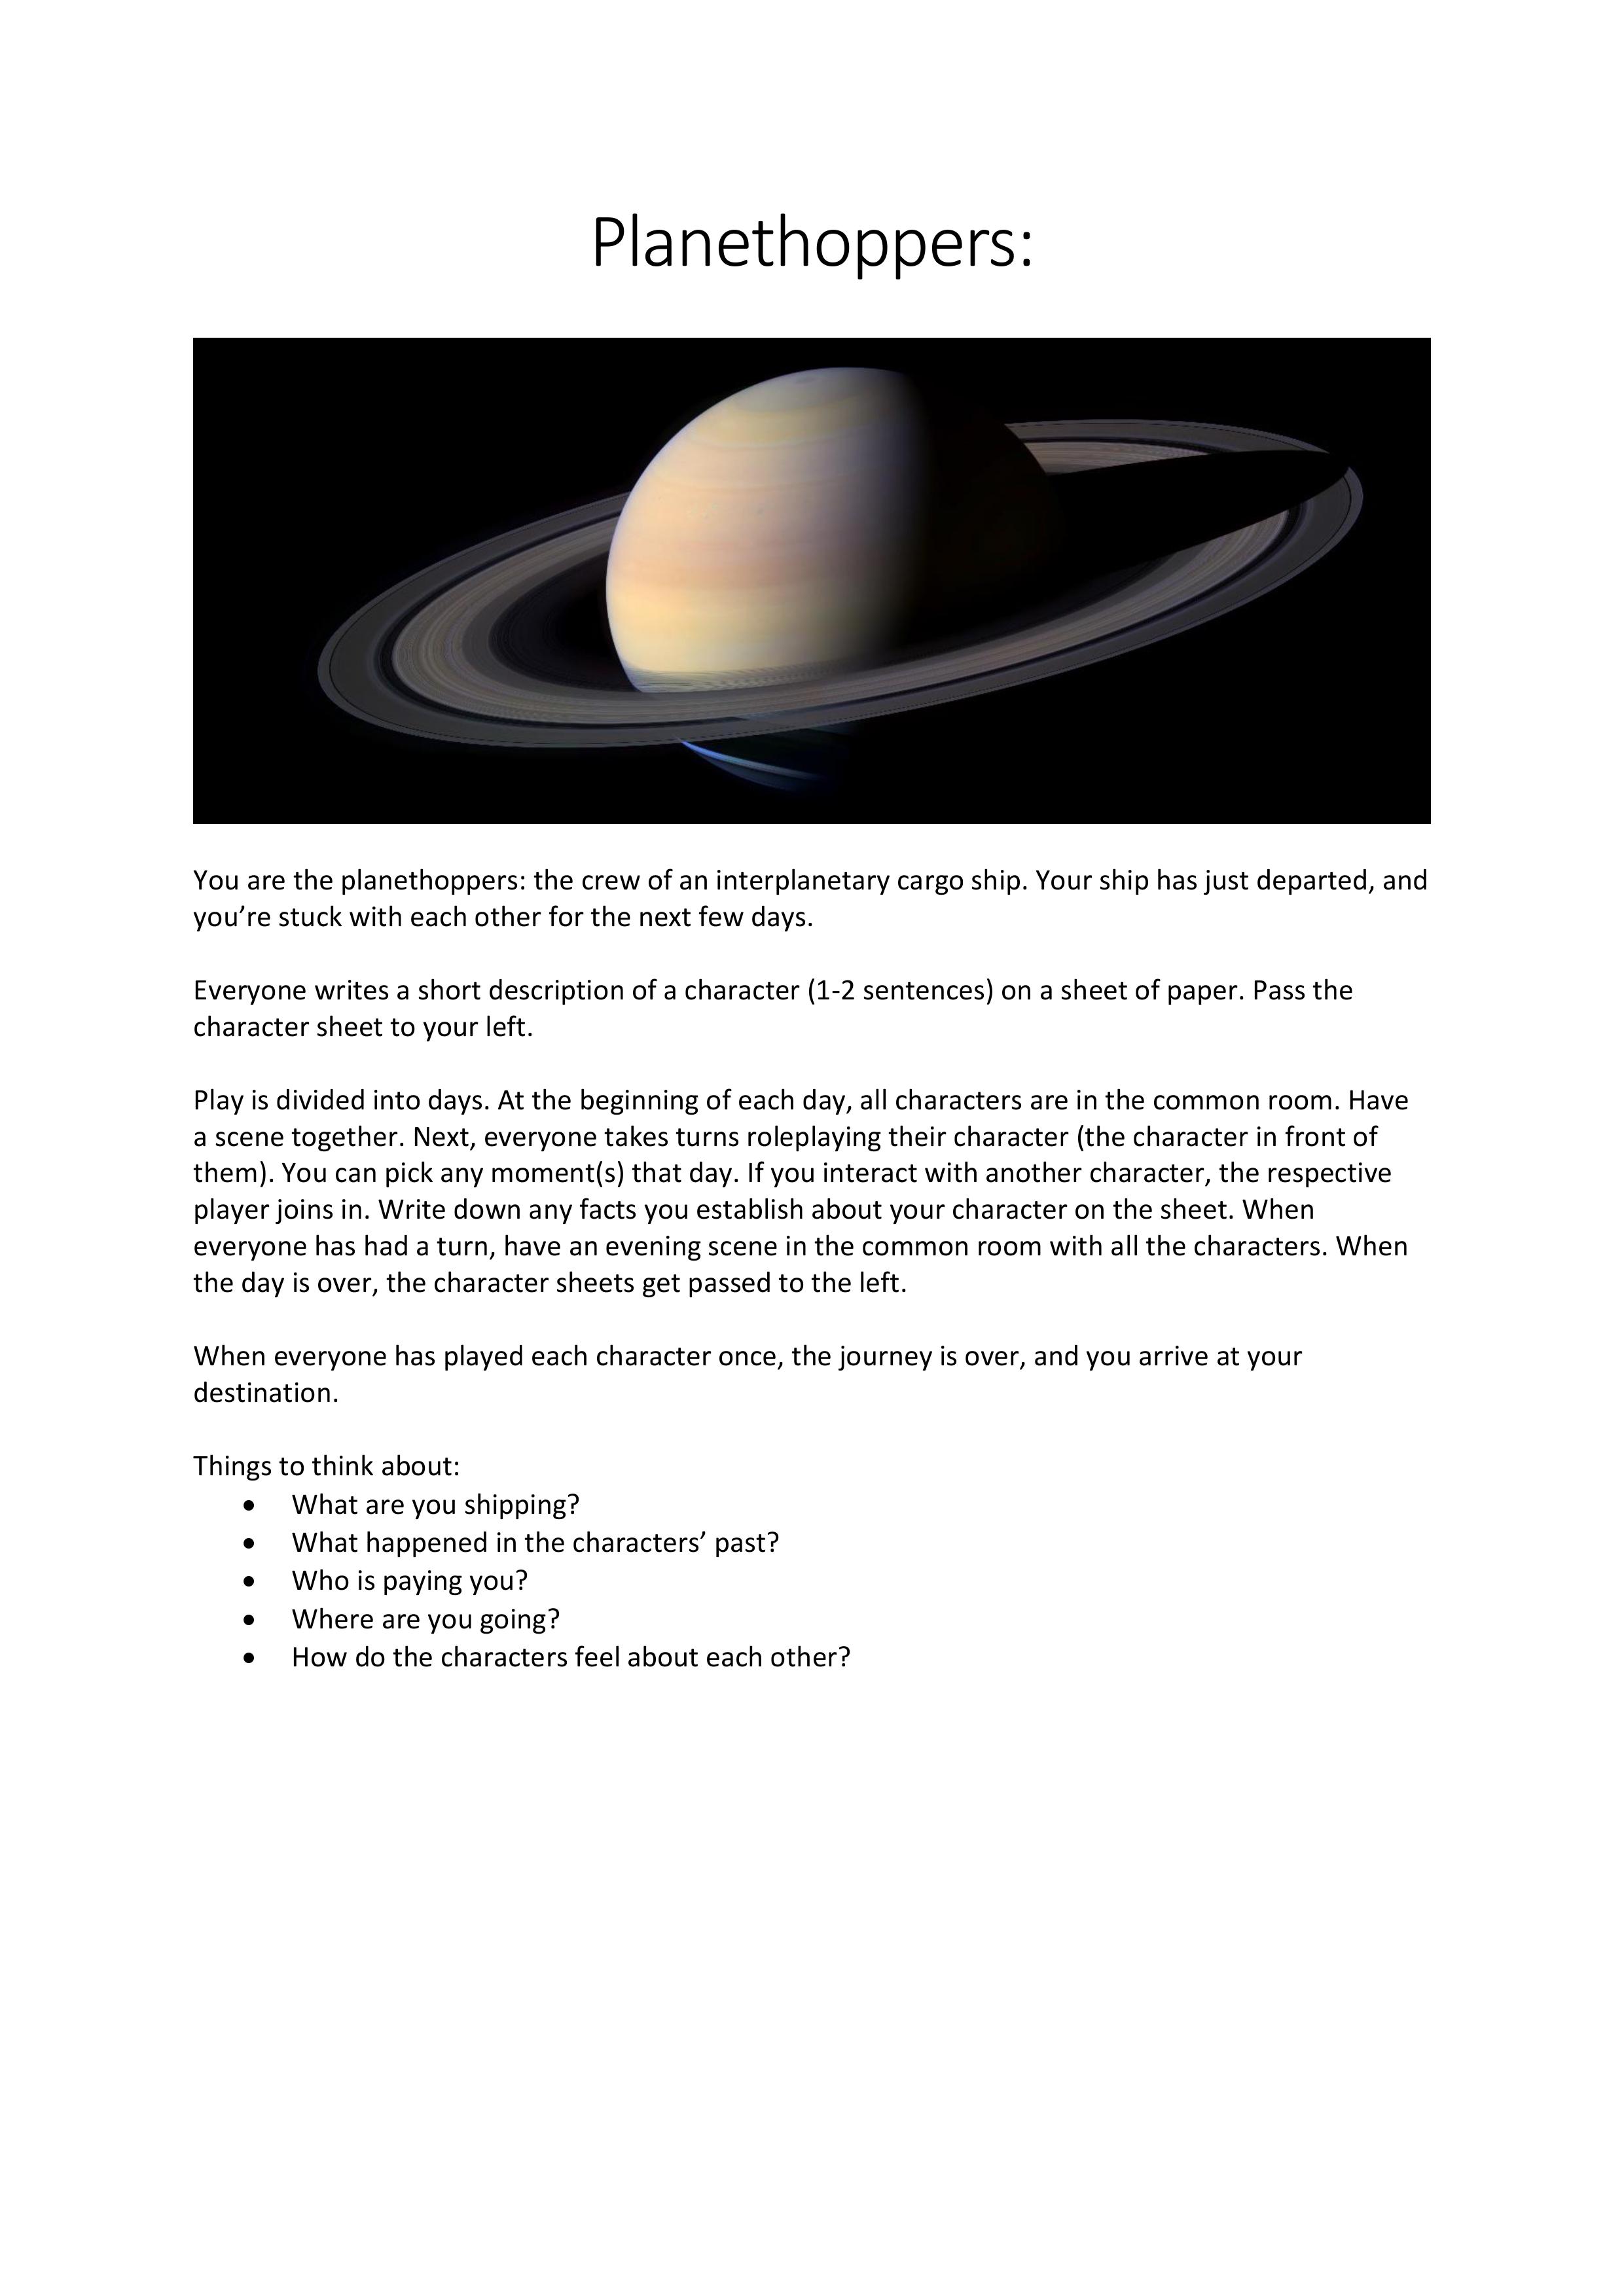 Planethoppers:
You are the planethoppers: the crew of an interplanetary cargo ship. Your ship has just departed, and
you’re stuck with each other for the next few days.
Everyone writes a short description of a character (1-2 sentences) on a sheet of paper. Pass the
character sheet to your left.
Play is divided into days. At the beginning of each day, all characters are in the common room. Have
a scene together. Next, everyone takes turns roleplaying their character (the character in front of
them). You can pick any moment(s) that day. If you interact with another character, the respective
player joins in. Write down any facts you establish about your character on the sheet. When
everyone has had a turn, have an evening scene in the common room with all the characters. When
the day is over, the character sheets get passed to the left.
When everyone has played each character once, the journey is over, and you arrive at your
destination.
Things to think about:
• What are you shipping?
• What happened in the characters’ past?
• Who is paying you?
• Where are you going?
• How do the characters feel about each other?